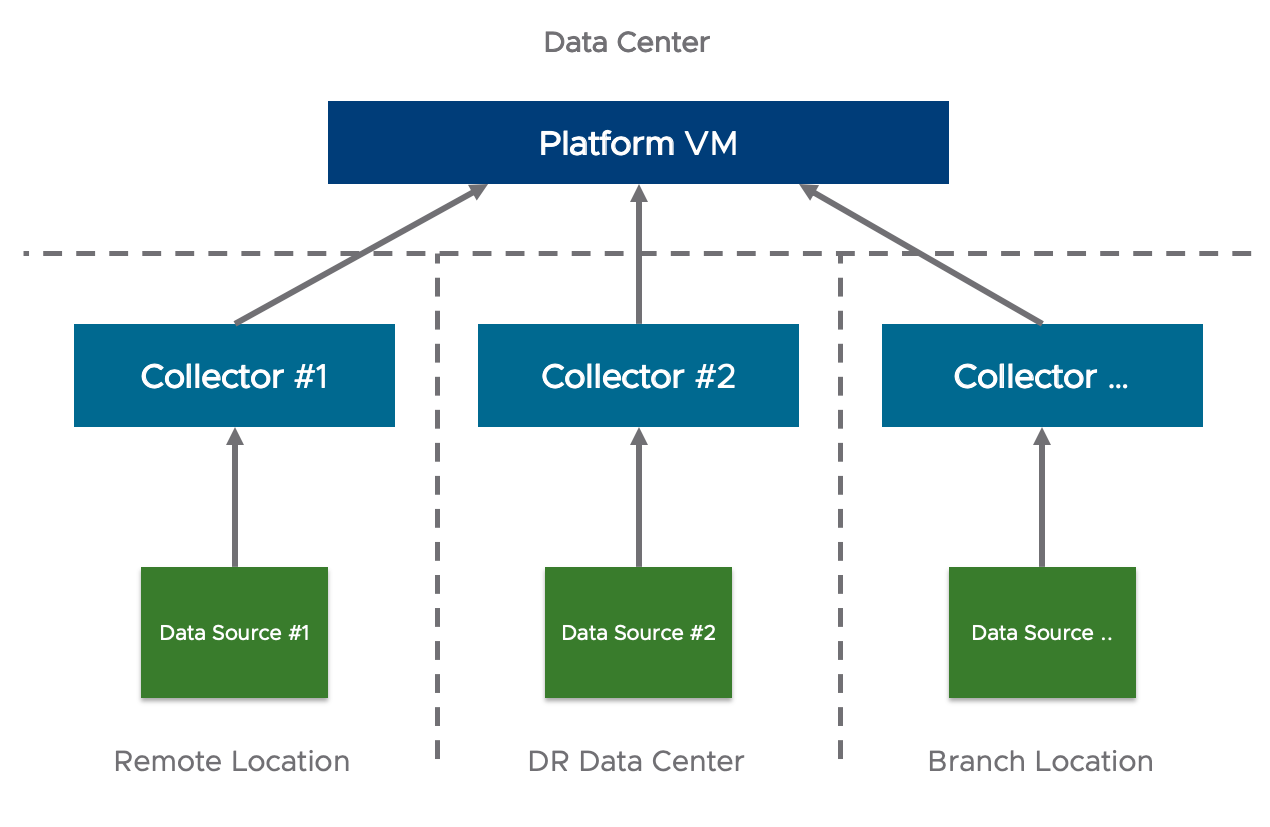 Data Center
Platform VM
Collector #1
Collector #2
Collector ...
Data Source #1
Data Source #2
Data Source ..
Remote Location
DR Data Center
Branch Location